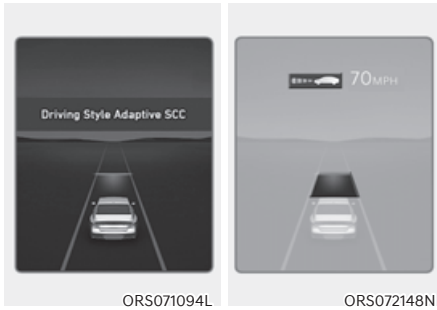 Driving Style Adaptive SCC
ORS071094L
70MPH
ORS072148N